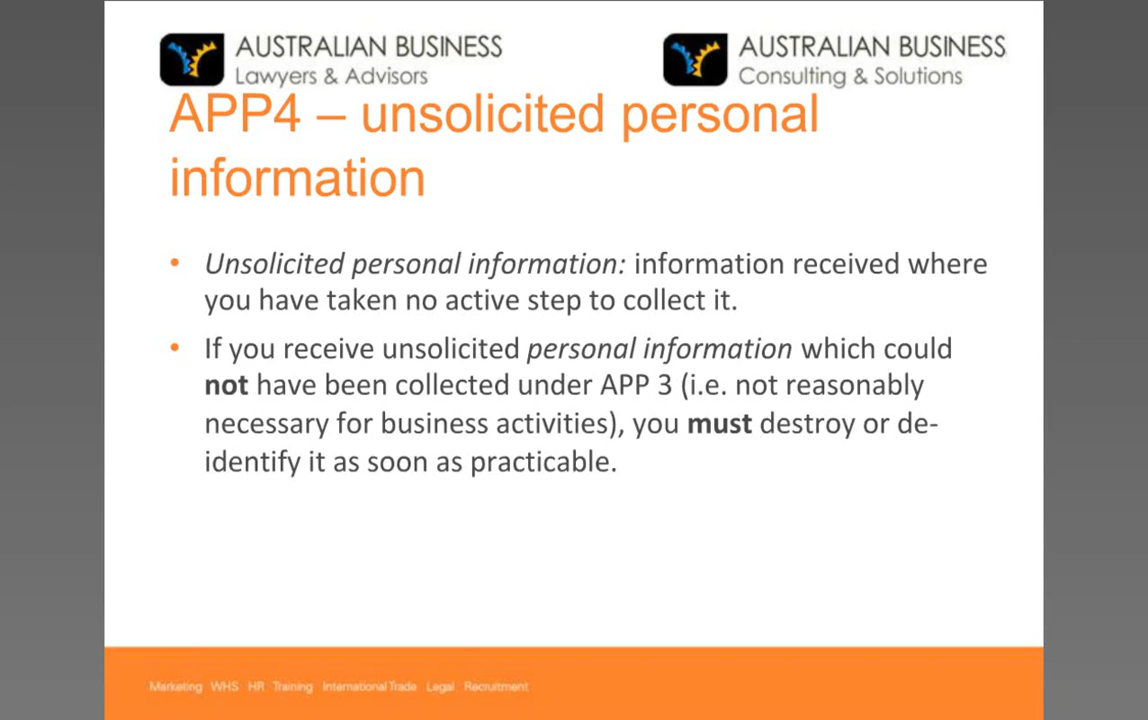 AUSTRALIAN BUSINESS
Lawyers & Advisors
AUSTRALIAN BUSINESS
Consulting & Solutions
APP4 – unsolicited personal
information
• Unsolicited personal information: information received where
you have taken no active step to collect it.
• If you receive unsolicited personal information which could
not have been collected under APP 3 (i.e. not reasonably
necessary for business activities), you must destroy or de-
identify it as soon as practicable.
Marketing WHS HR Training International Trade Legal Recruitment